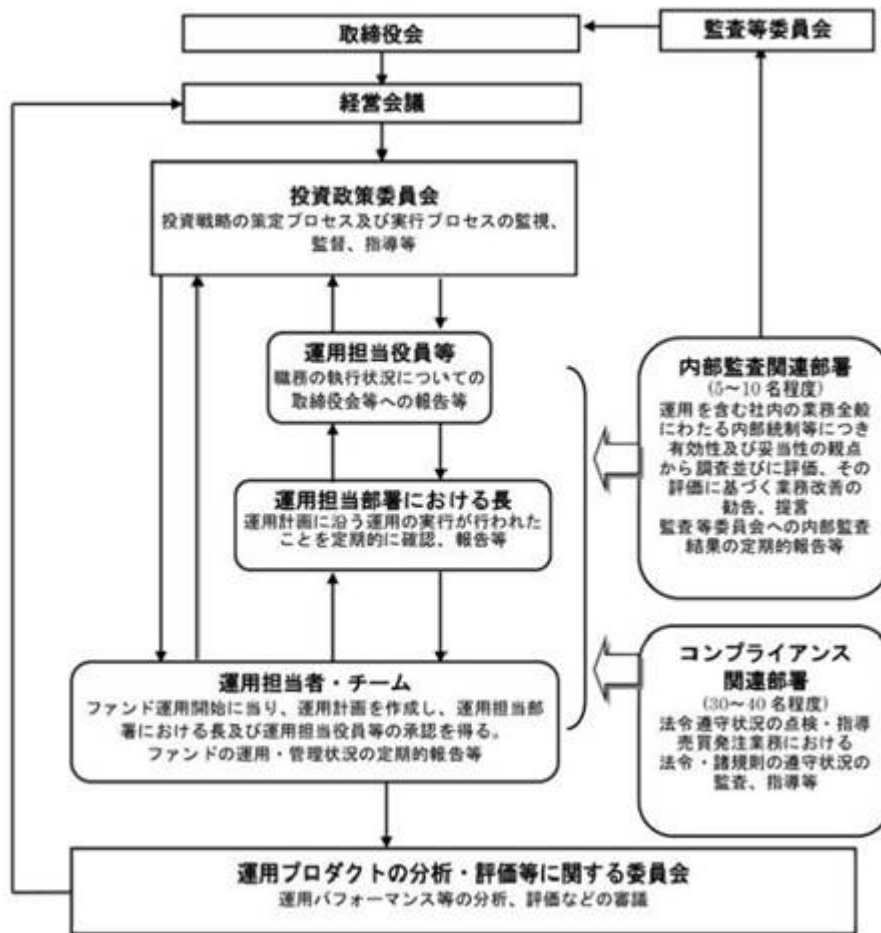 取締役会
監査等委員会
経営会議
投資政策委員会
投資戦略の策定プロセス及び実行プロセスの監視、
監督、指導等
運用担当役員等
職務の執行状況についての
取締役会等への報告等
運用担当部署における長
運用計画に沿う運用の実行が行われた
ことを定期的に確認、報告等
内部監査関連部署
(5～10名程度)
運用を含む社内の業務全般
にわたる内部統制等につき
有効性及び妥当性の観点
から調査並びに評価、その
評価に基づく業務改善の
勧告、提言
監査等委員会への内部監査
結果の定期的報告等
運用担当者・チーム
ファンド運用開始に当り、運用計画を作成し、運用担当部
署における長及び運用担当役員等の承認を得る。
ファンドの運用・管理状況の定期的報告等
コンプライアンス
関連部署
(30～40名程度)
法令遵守状況の点検・指導
売買発注業務における
法令・諸規則の遵守状況の
監査、指導等
運用プロダクトの分析・評価等に関する委員会
運用パフォーマンス等の分析、評価などの審議